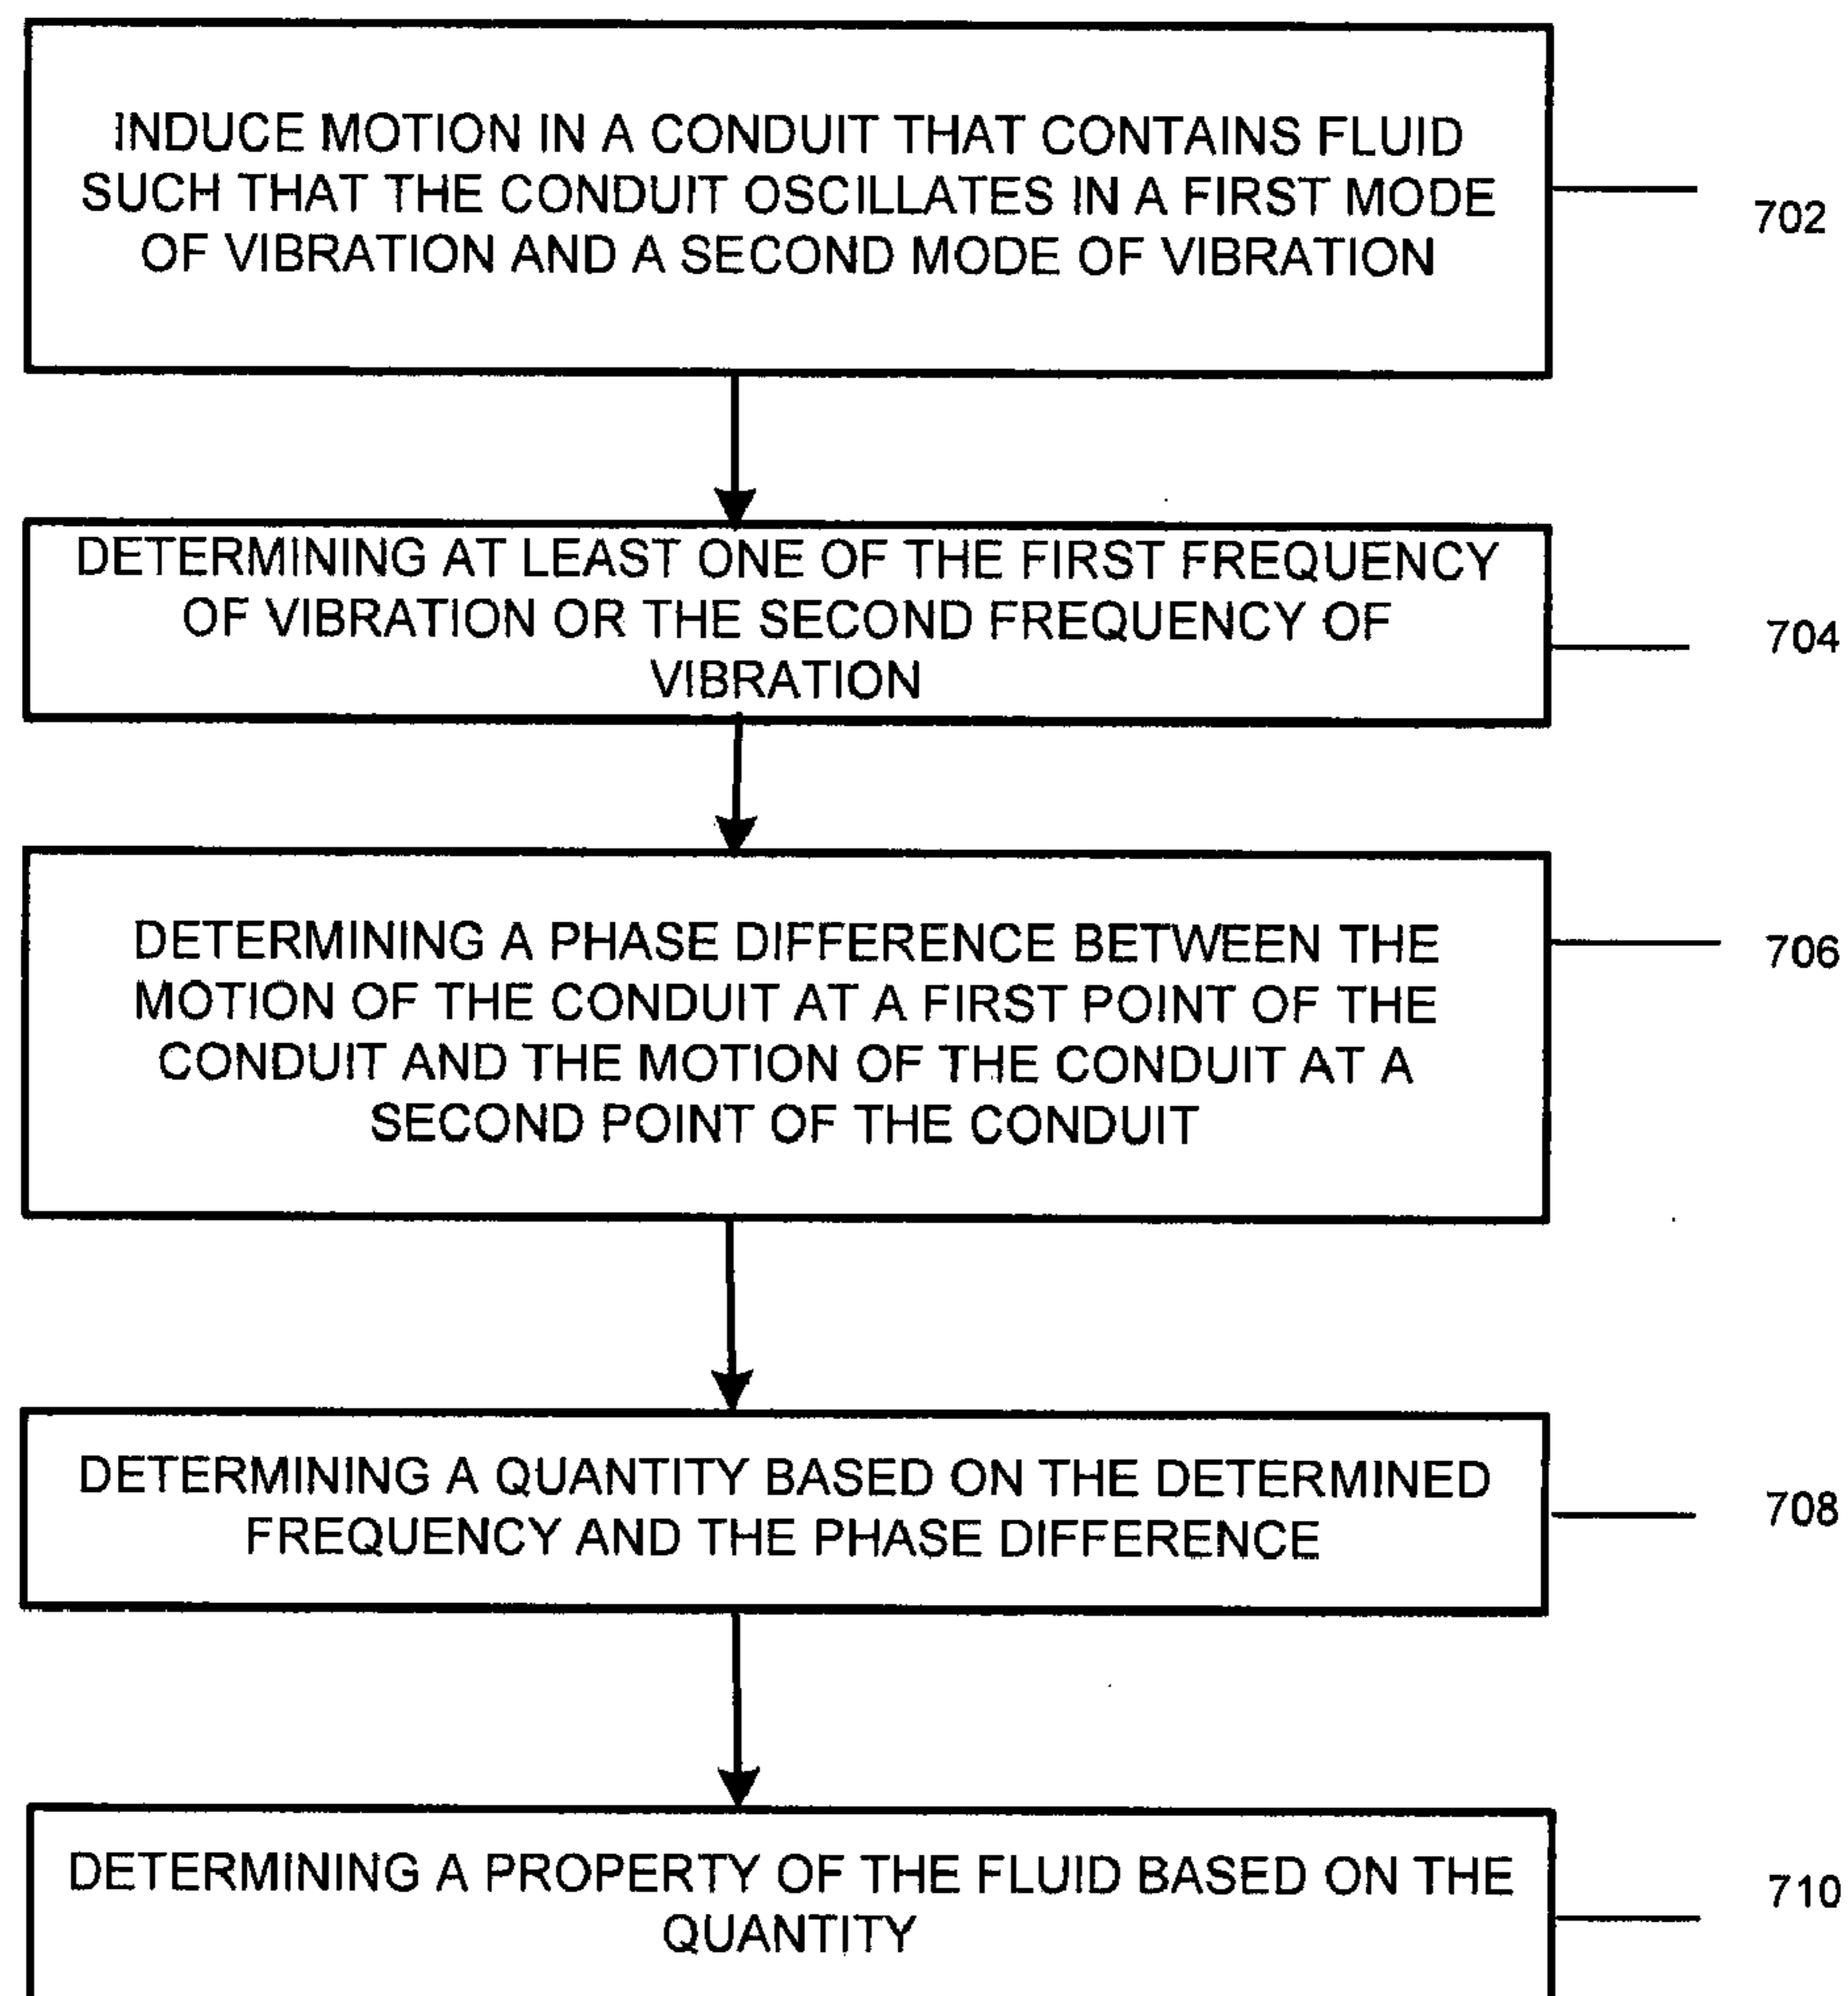 INDUCE MOTION IN A CONDUIT THAT CONTAINS FLUID
SUCH THAT THE CONDUIT OSCILLATES IN A FIRST MODE
OF VIBRATION AND A SECOND MODE OF VIBRATION
702
DETERMINING AT LEAST ONE OF THE FIRST FREQUENCY
OF VIBRATION OR THE SECOND FREQUENCY OF
VIBRATION
704
DETERMINING A PHASE DIFFERENCE BETWEEN THE
MOTION OF THE CONDUIT AT A FIRST POINT OF THE
CONDUIT AND THE MOTION OF THE CONDUIT AT A
SECOND POINT OF THE CONDUIT
706
DETERMINING A QUANTITY BASED ON THE DETERMINED
FREQUENCY AND THE PHASE DIFFERENCE
708
DETERMINING A PROPERTY OF THE FLUID BASED ON THE
QUANTITY
710